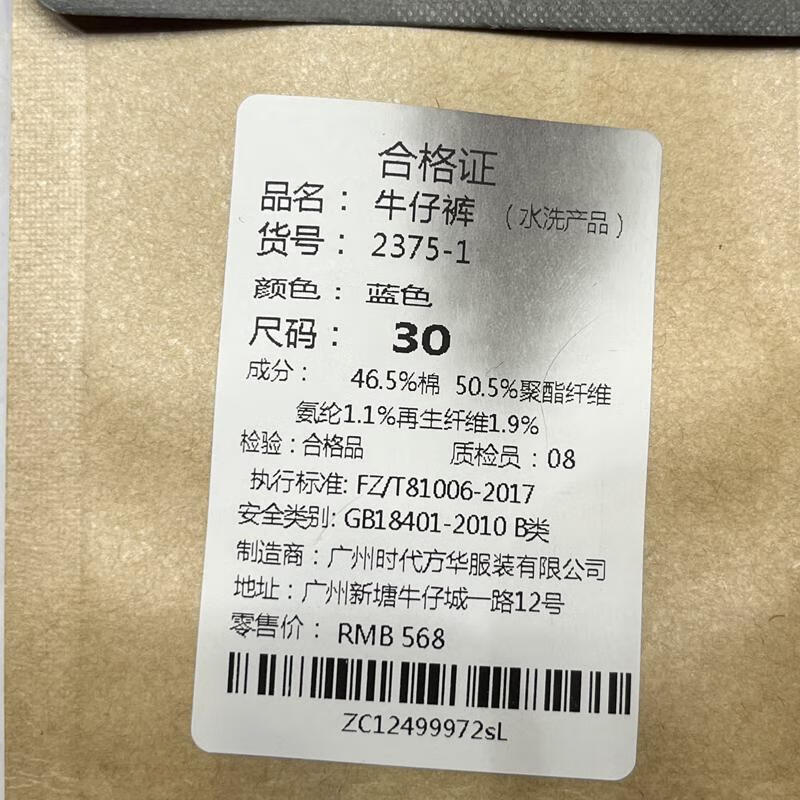 合格证
品名： 牛仔裤 （水洗产品）
货号： 2375-1
颜色： 蓝色
尺码： 30
成分： 46.5%棉 50.5%聚酯纤维
氨纶1.1%再生纤维1.9%
检验：合格品 质检员：08
执行标准: FZ/T81006-2017
安全类别: GB18401-2010 B类
制造商：广州时代方华服装有限公司
地址：广州新塘牛仔城一路12号
零售价： RMB 568
ZC12499972sL